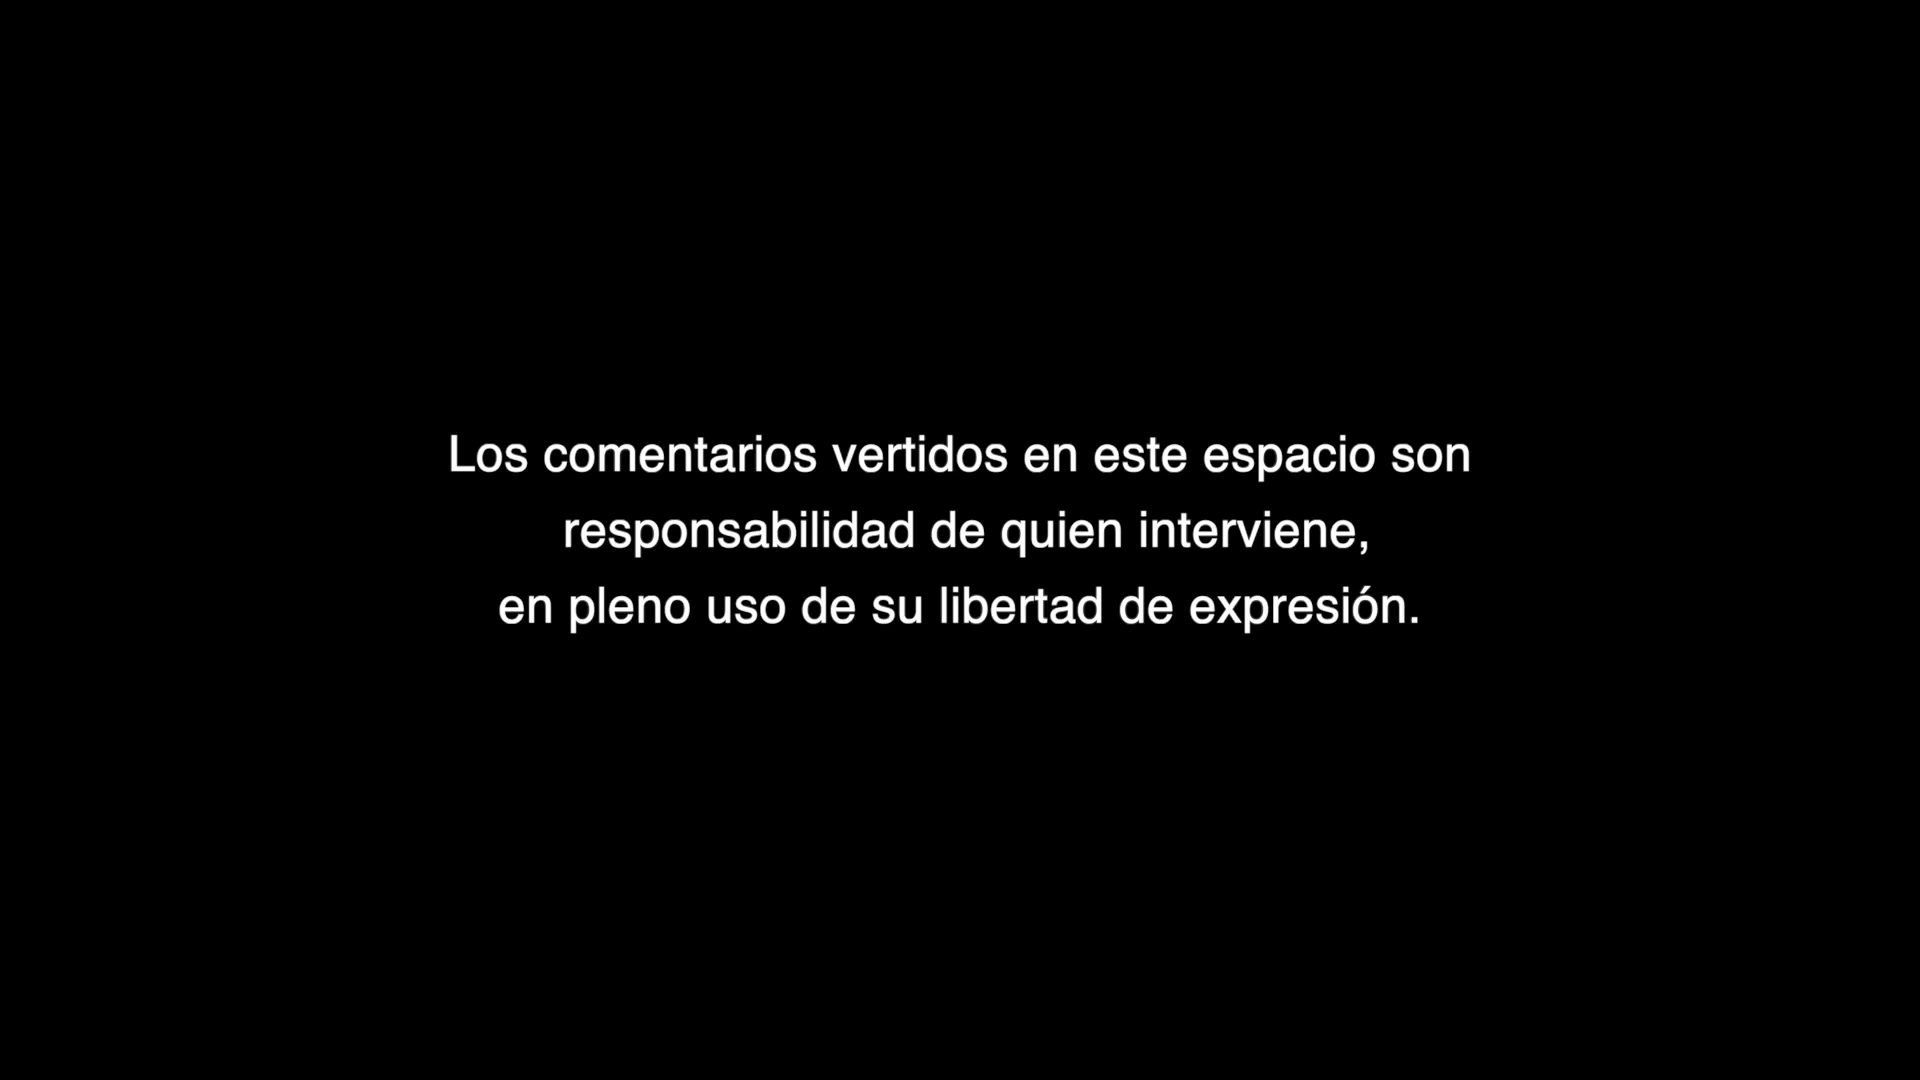 Los comentarios vertidos en este espacio son
responsabilidad de quien interviene,
en pleno uso de su libertad de expresión.